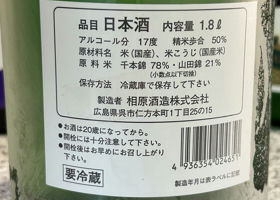 品目 日本酒 内容量 1.8ℓ
アルコール分 17度 精米歩合 50%
原材料名 米(国産)、米こうじ(国産米)
原料米 千本錦 78%・山田錦 21%
(小数点以下切捨)
保存方法 冷蔵庫で保存して下さい
製造者 相原酒造株式会社
広島県呉市仁方本町1丁目25の15
●お酒は20歳になってから。
●開栓には十分注意して下さい。
●開栓後はお早めにお召し上がり
下さい。
要冷蔵
4 936354 024631
製造年月は表ラベルに記載